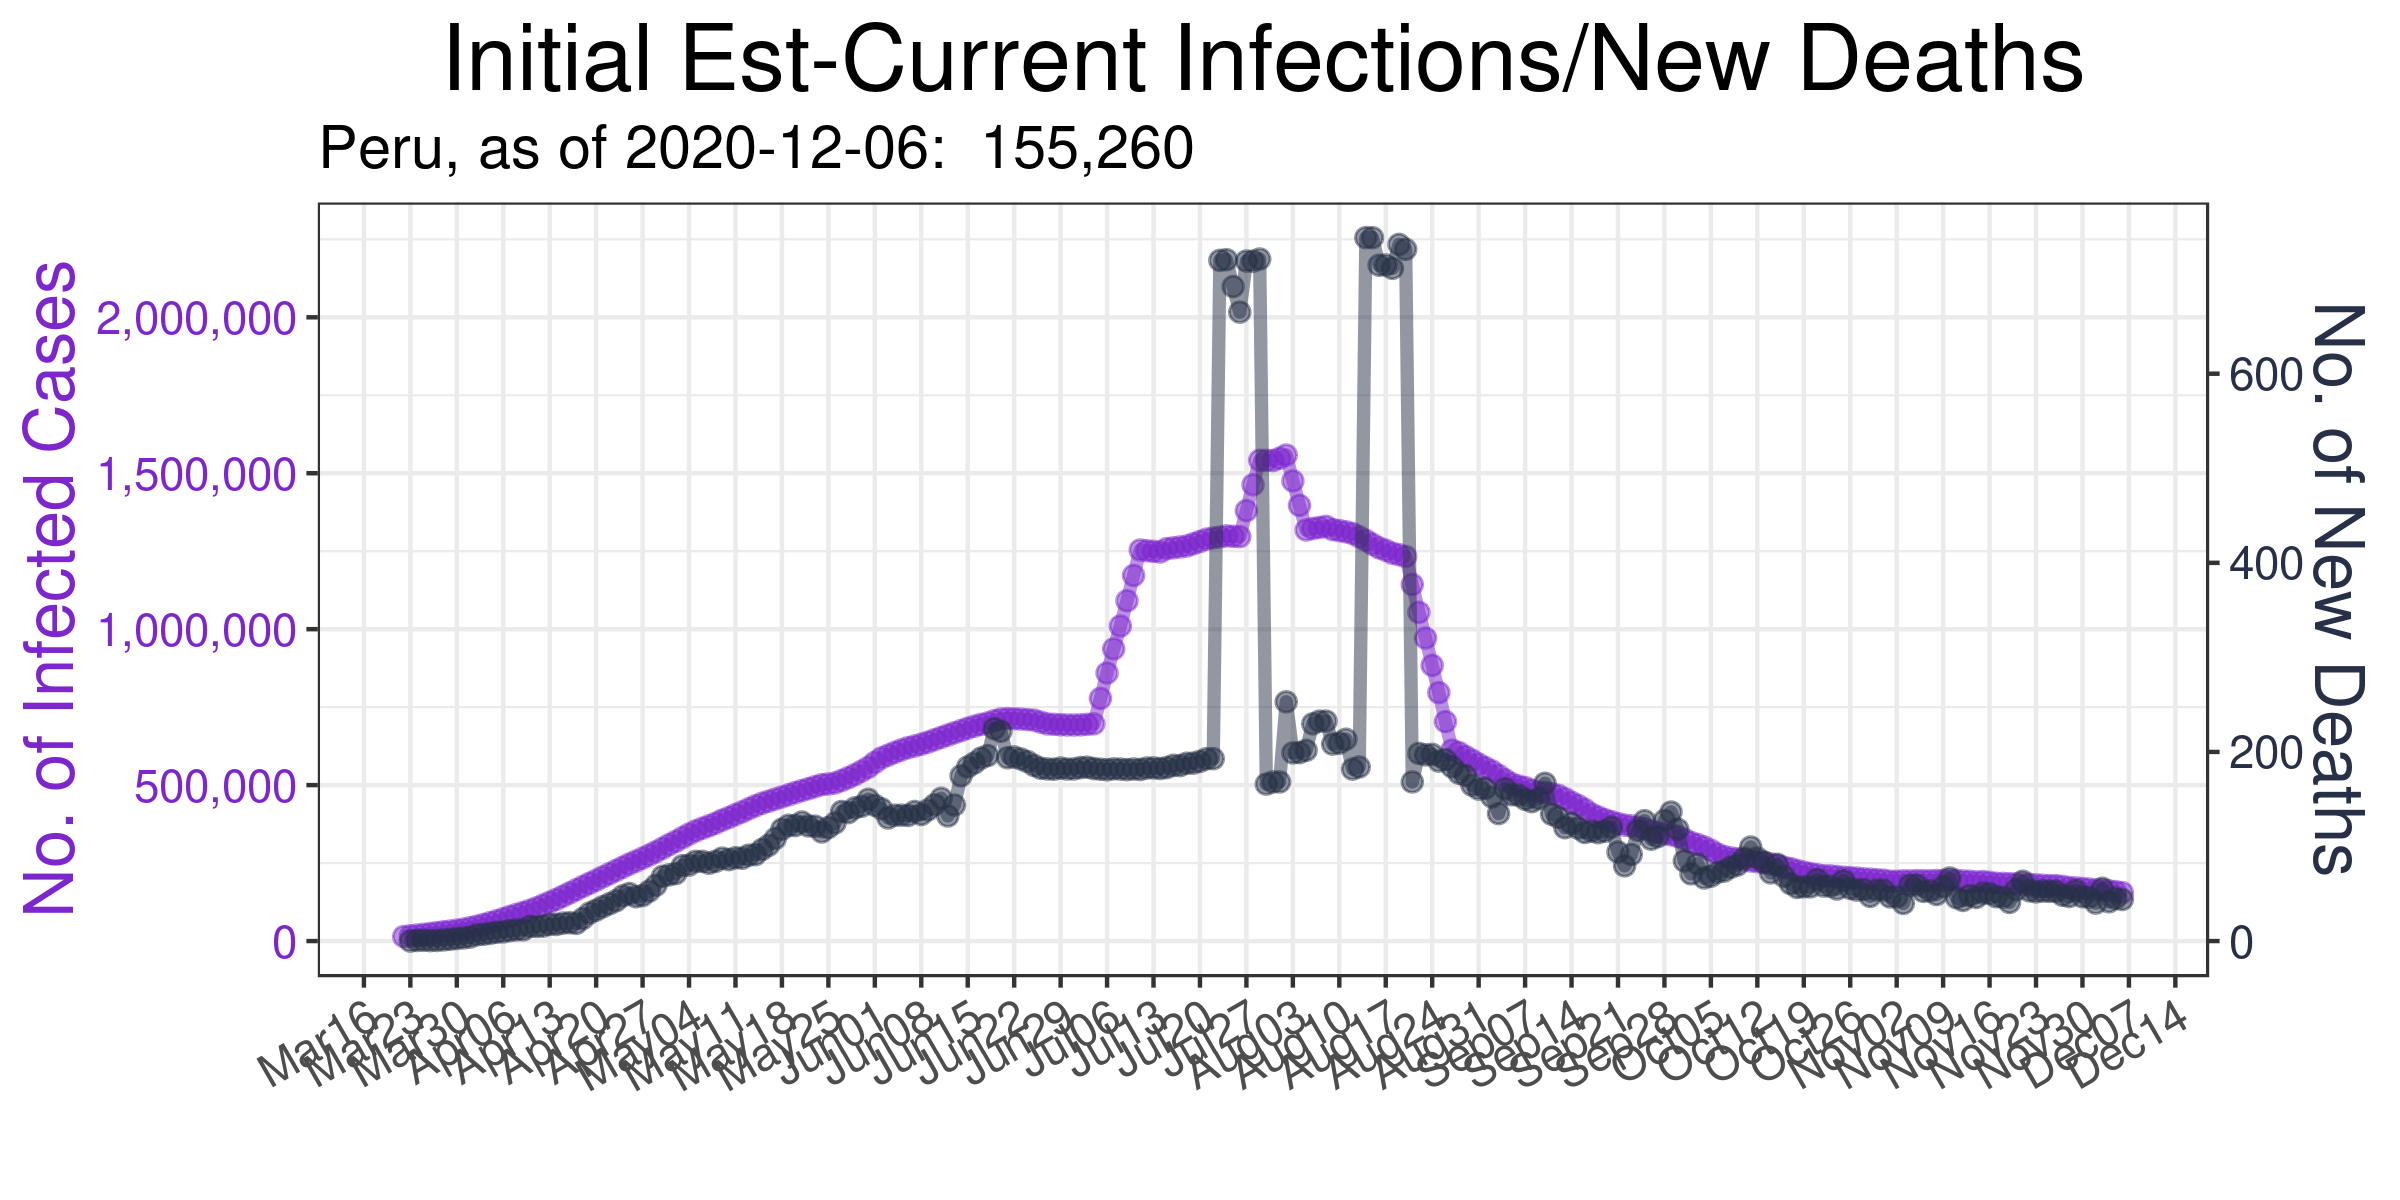 Initial Est-Current Infections/New Deaths
Peru, as of 2020-12-06:  155,260
No. of Infected Cases
2,000,000
1,500,000
1,000,000
500,000
0
600
400
200
0
No. of New Deaths
Mar16
Mar23
Mar30
Apr06
Apr13
Apr20
Apr27
May04
May11
May18
May25
Jun01
Jun08
Jun15
Jun22
Jun29
Jul06
Jul13
Jul20
Jul27
Aug03
Aug10
Aug17
Aug24
Aug31
Sep07
Sep14
Sep21
Sep28
Oct05
Oct12
Oct19
Oct26
Nov02
Nov09
Nov16
Nov23
Nov30
Dec07
Dec14